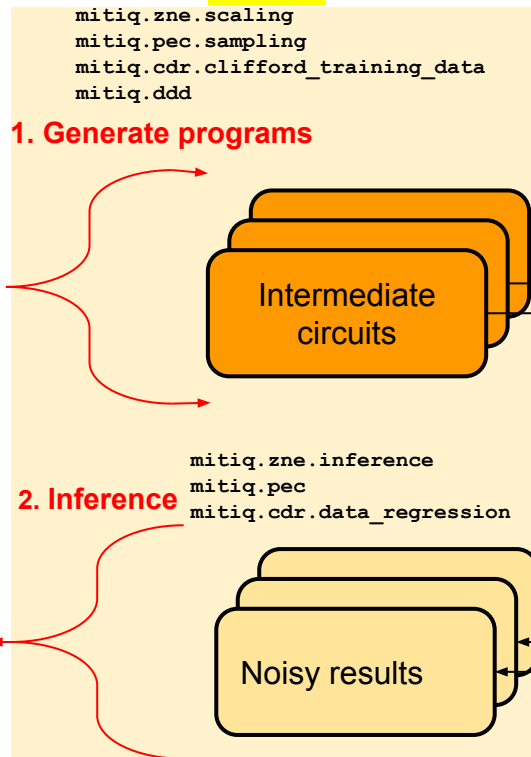 mitiq.zne.scaling
mitiq.pec.sampling
mitiq.cdr.clifford_training_data
mitiq.ddd
1. Generate programs
Intermediate
circuits
mitiq.zne.inference
mitiq.pec
2. Inference
mitiq.cdr.data_regression
Noisy results